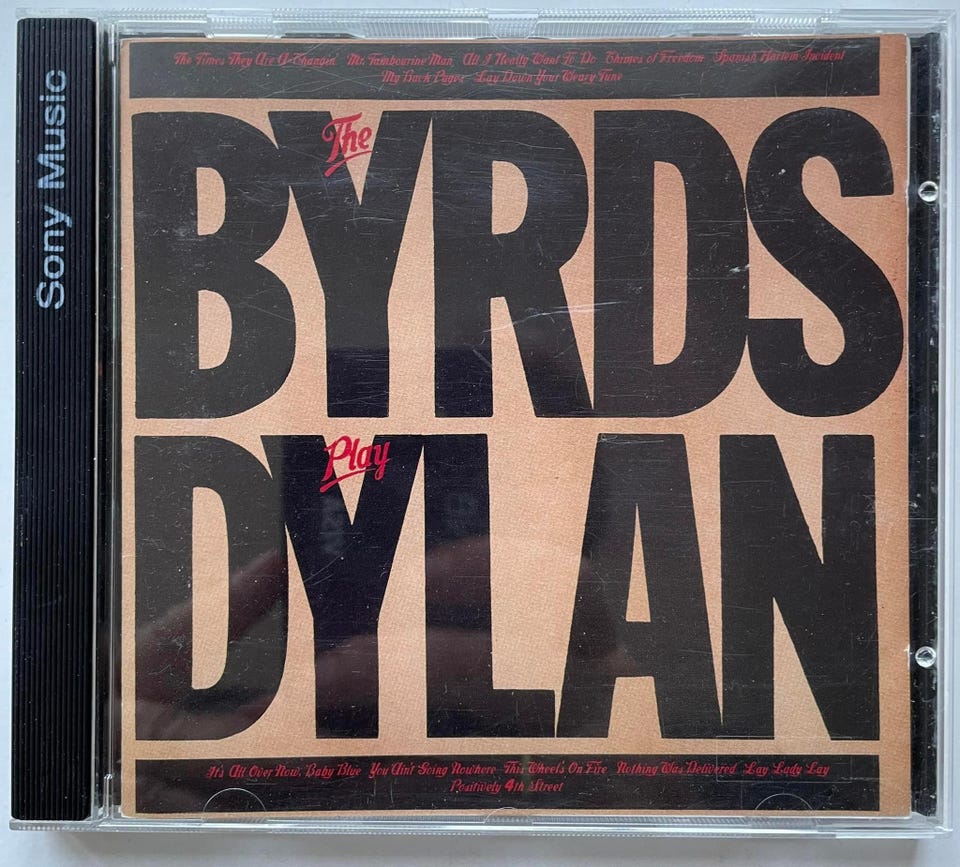 Sony Music
The Times They Are A-Changin Mr. Tambourine Man All I Really Want To Do Chimes of Freedom Spanish Harlem Incident
My Back Pages Lay Down Your Weary Tune
The
BYRDS
Play
DYLAN
It's All Over Now, Baby Blue You Ain't Going Nowhere This Wheel's On Fire Nothing Was Delivered Lay Lady Lay
Positively 4th Street